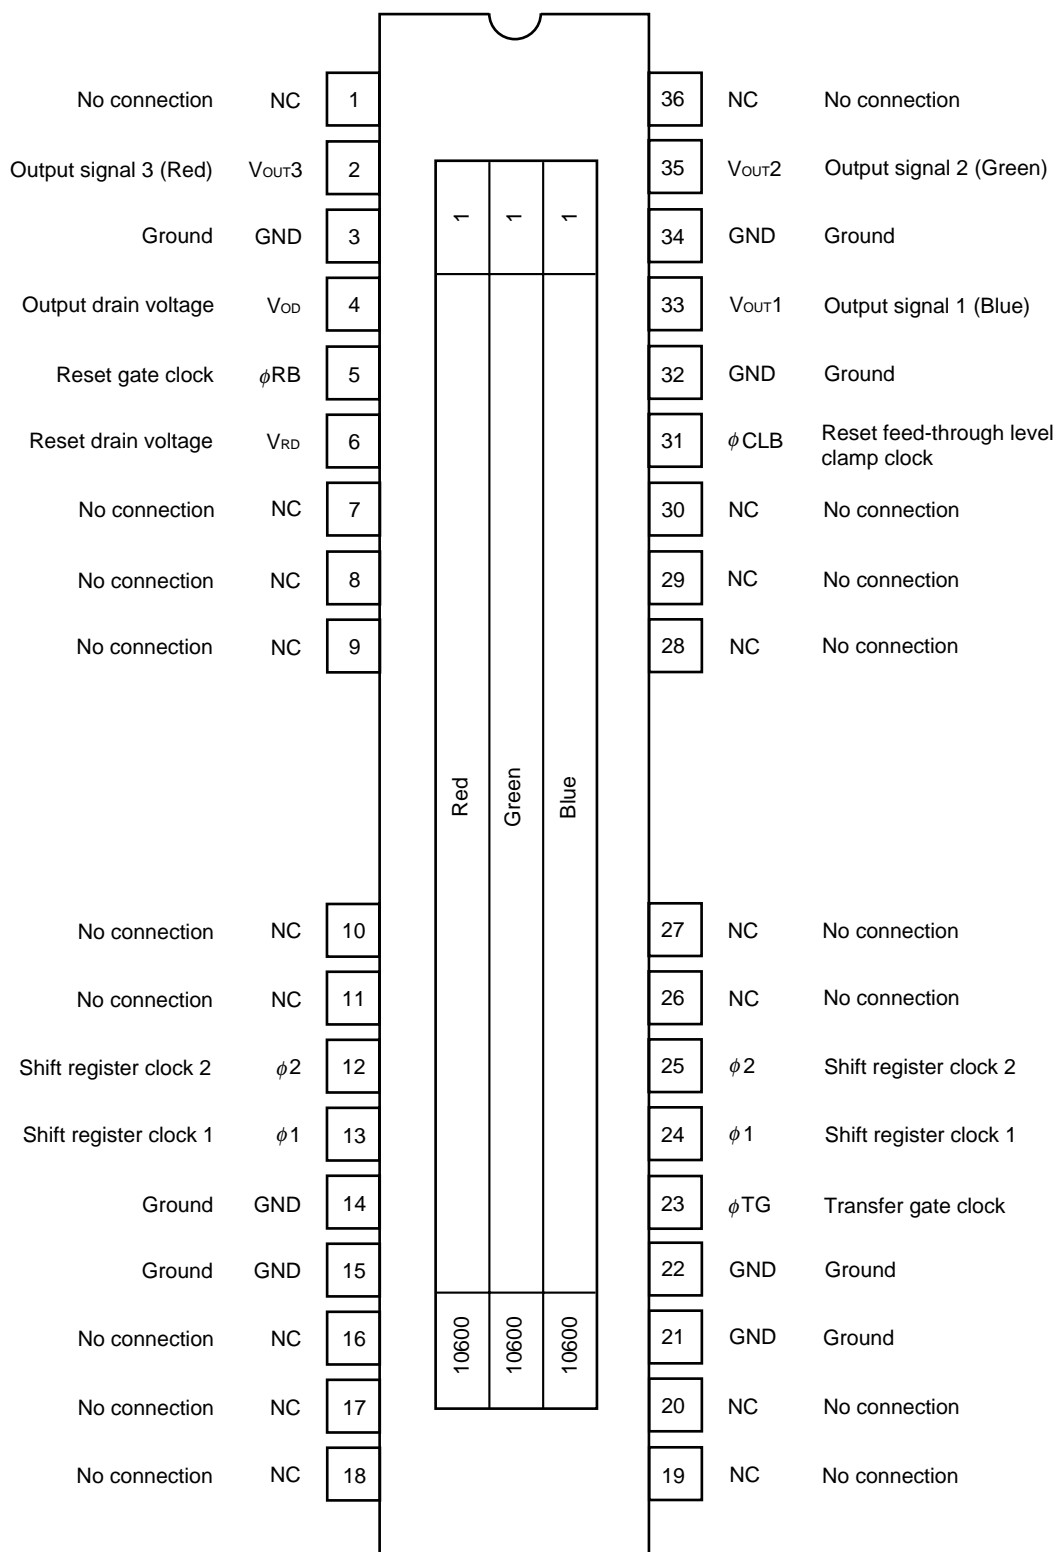 No connection NC 1 36 NC No connection
Output signal 3 (Red) VOUT3 2 35 VOUT2 Output signal 2 (Green)
Ground GND 3 1 1 1 34 GND Ground
Output drain voltage VOD 4 33 VOUT1 Output signal 1 (Blue)
Reset gate clock ϕRB 5 32 GND Ground
Reset drain voltage VRD 6 31 ϕCLB Reset feed-through level
clamp clock
No connection NC 7 30 NC No connection
No connection NC 8 29 NC No connection
No connection NC 9 28 NC No connection
Red Green Blue
No connection NC 10 27 NC No connection
No connection NC 11 26 NC No connection
Shift register clock 2 ϕ2 12 25 ϕ2 Shift register clock 2
Shift register clock 1 ϕ1 13 24 ϕ1 Shift register clock 1
Ground GND 14 23 ϕTG Transfer gate clock
Ground GND 15 22 GND Ground
No connection NC 16 10600 10600 10600 21 GND Ground
No connection NC 17 20 NC No connection
No connection NC 18 19 NC No connection